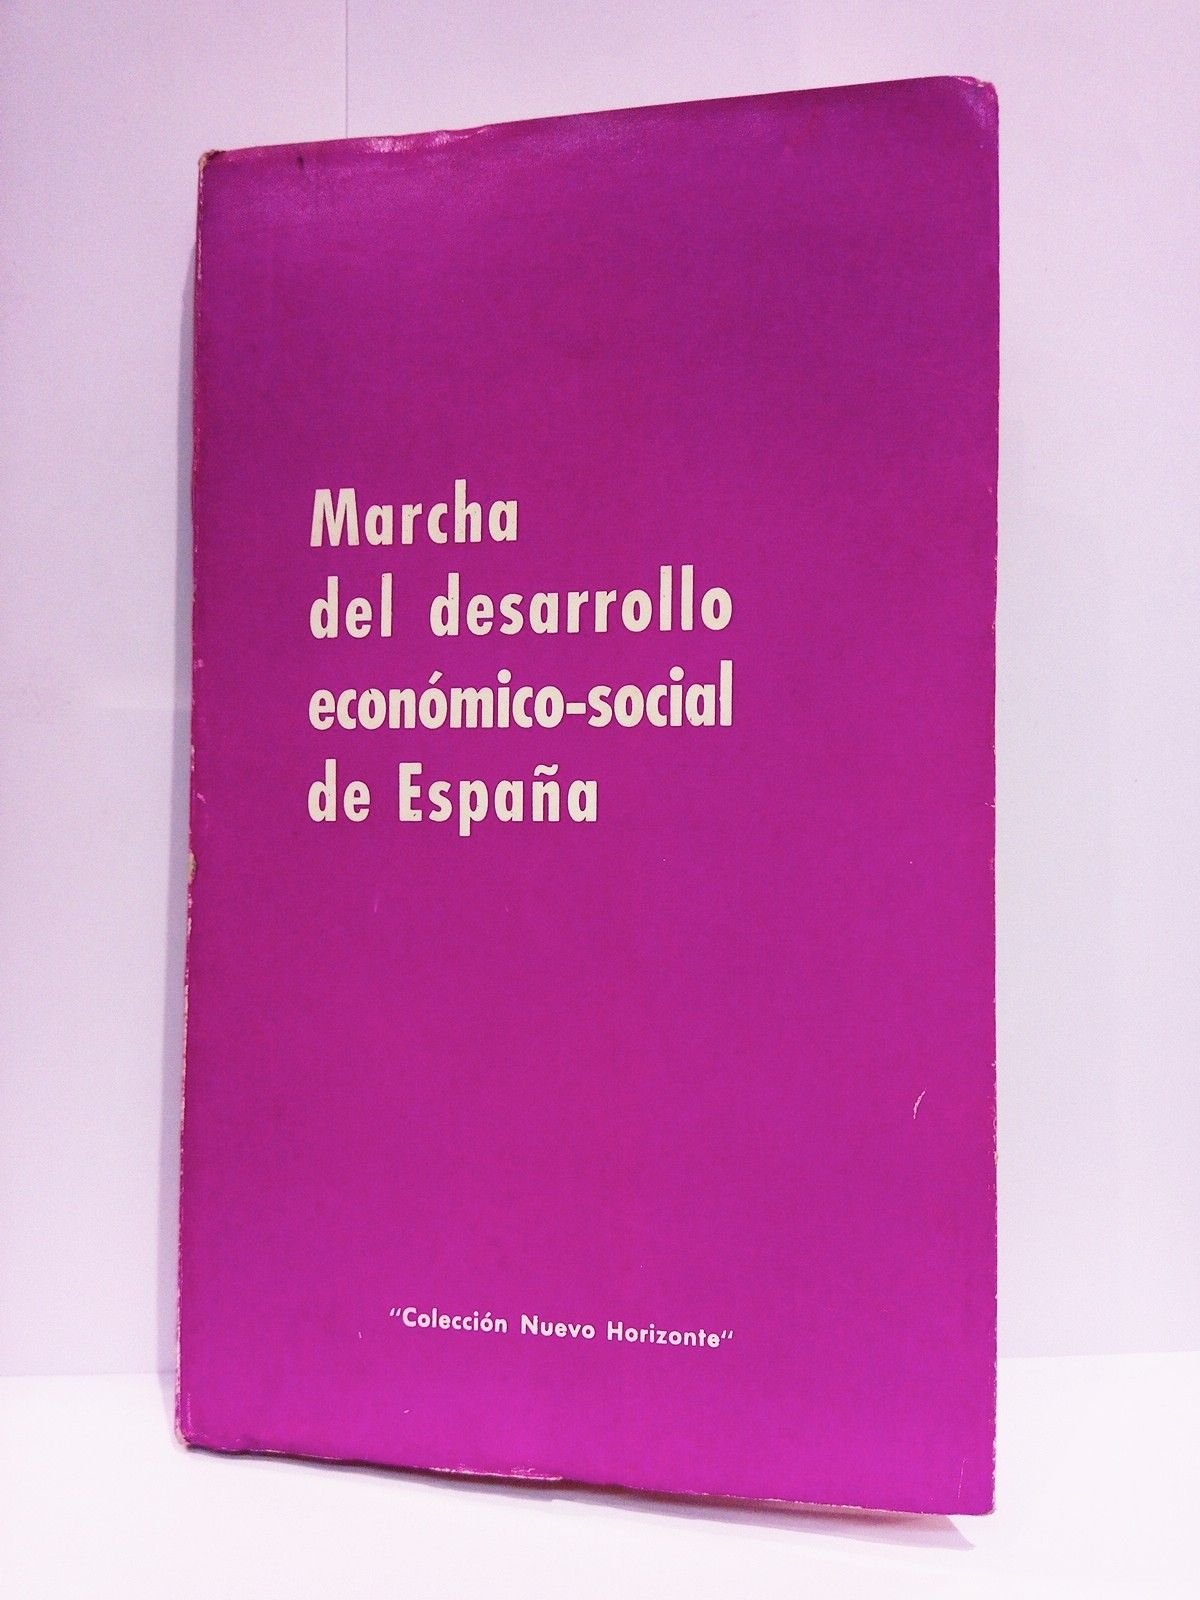 Marcha
del desarrollo
económico-social
de España
"Colección Nuevo Horizonte"